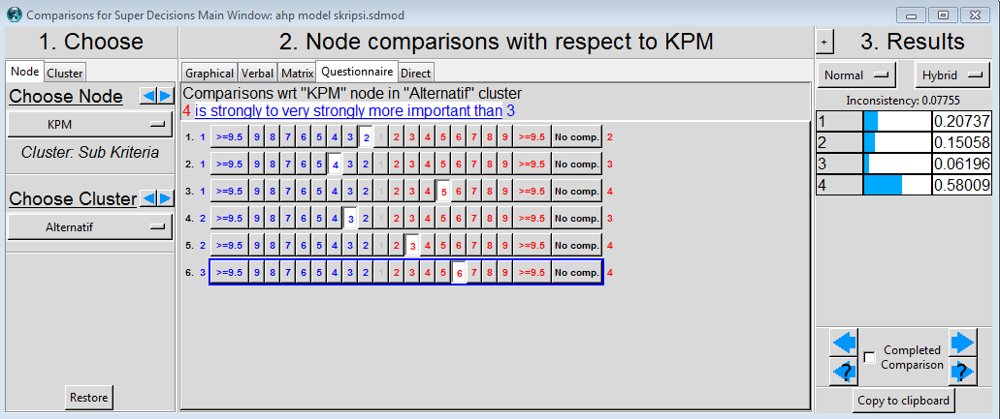 Comparisons for Super Decisions Main Window: ahp model skripsi.sdmod
1. Choose
Node Cluster
Choose Node
KPM
Cluster: Sub Kriteria
Choose Cluster
Alternatif
Restore
2. Node comparisons with respect to KPM
Graphical Verbal Matrix Questionnaire Direct
Comparisons wrt "KPM" node in "Alternatif" cluster
4 is strongly to very strongly more important than 3
1. 1 >=9.5 9 8 7 6 5 4 3 2 1 2 3 4 5 6 7 8 9 >=9.5 No comp. 2
2. 1 >=9.5 9 8 7 6 5 4 3 2 1 2 3 4 5 6 7 8 9 >=9.5 No comp. 3
3. 1 >=9.5 9 8 7 6 5 4 3 2 1 2 3 4 5 6 7 8 9 >=9.5 No comp. 4
4. 2 >=9.5 9 8 7 6 5 4 3 2 1 2 3 4 5 6 7 8 9 >=9.5 No comp. 3
5. 2 >=9.5 9 8 7 6 5 4 3 2 1 2 3 4 5 6 7 8 9 >=9.5 No comp. 4
6. 3 >=9.5 9 8 7 6 5 4 3 2 1 2 3 4 5 6 7 8 9 >=9.5 No comp. 4
+ 3. Results
Normal Hybrid
Inconsistency: 0.07755
1 0.20737
2 0.15058
3 0.06196
4 0.58009
Completed
Comparison
? ?
Copy to clipboard